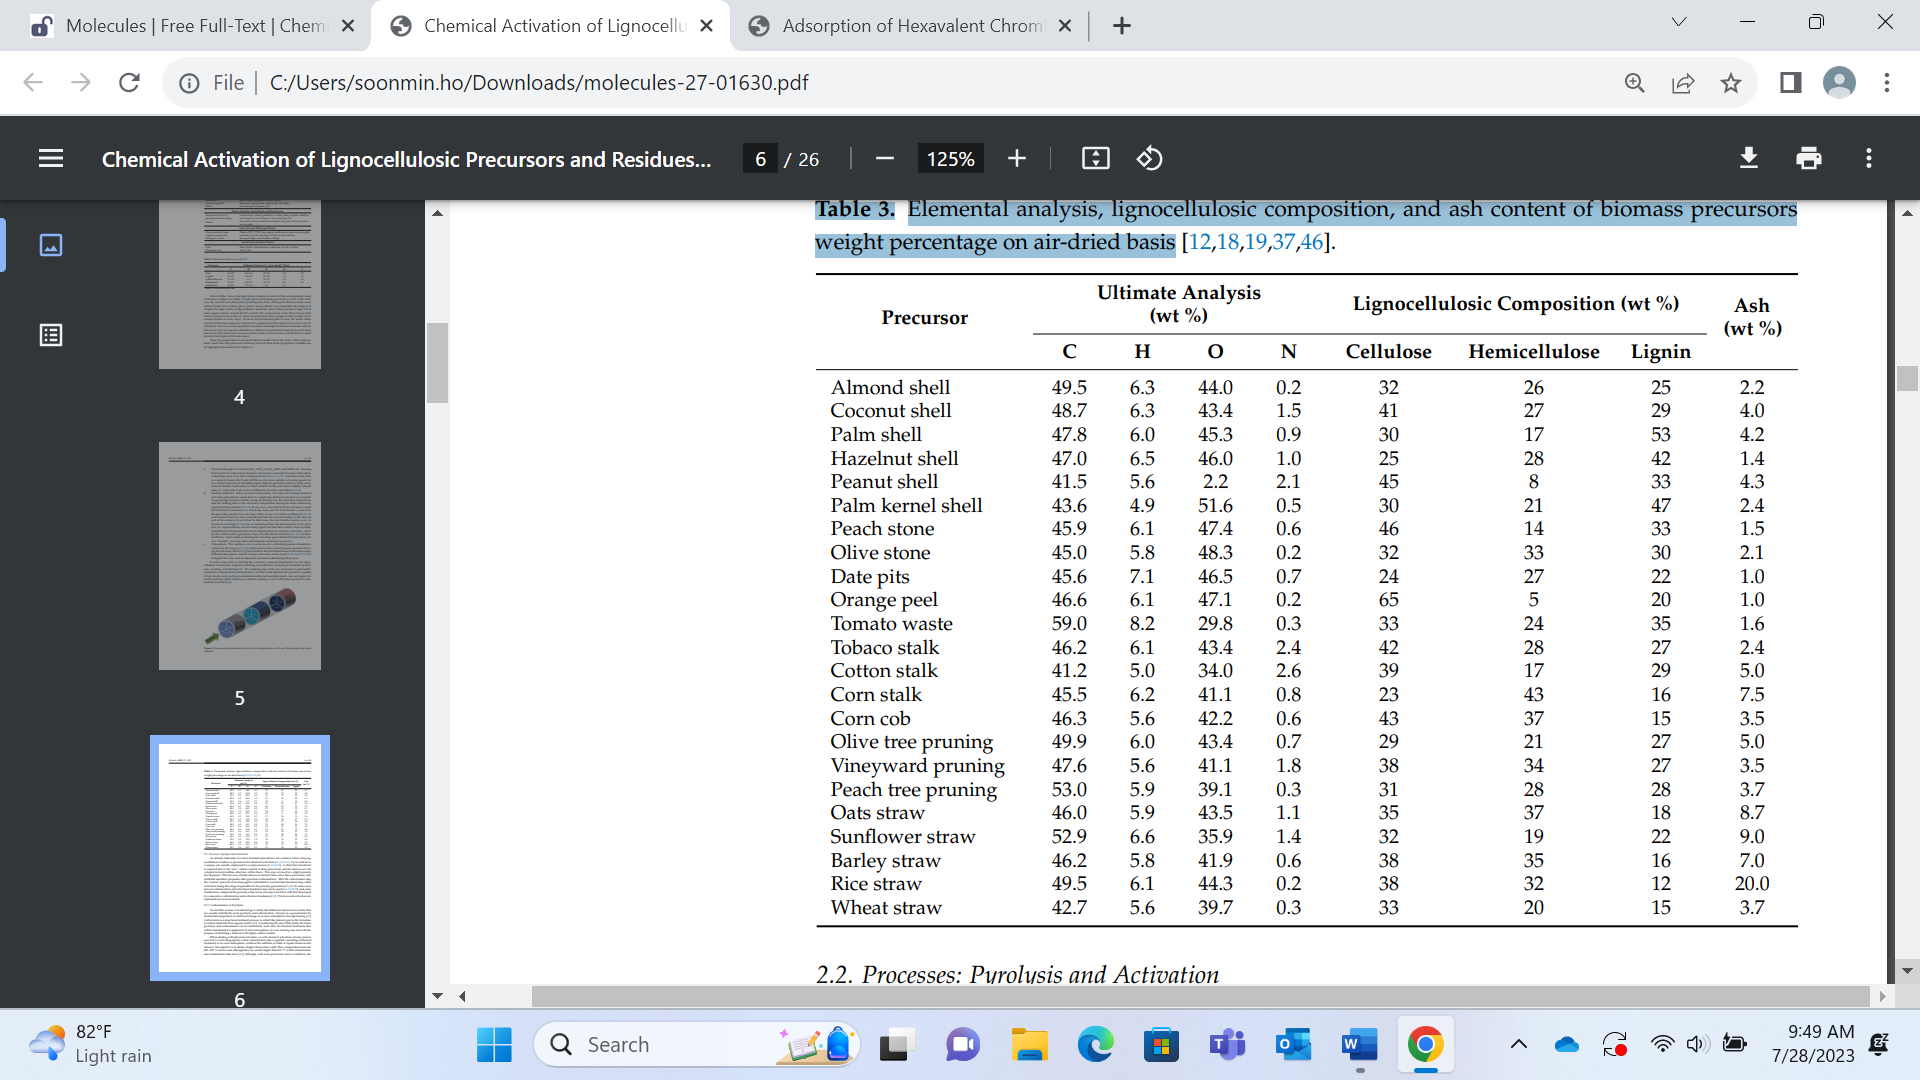 Molecules | Free Full-Text | Chemi
Chemical Activation of Lignocellu
Adsorption of Hexavalent Chromi
File
C:/Users/soonmin.ho/Downloads/molecules-27-01630.pdf
Chemical Activation of Lignocellulosic Precursors and Residues...
6 / 26
125%
4
5
6
Table 3. Elemental analysis, lignocellulosic composition, and ash content of biomass precursors
weight percentage on air-dried basis [12,18,19,37,46].
Precursor Ultimate Analysis (wt %) Lignocellulosic Composition (wt %) Ash (wt %)
C H O N Cellulose Hemicellulose Lignin
Almond shell 49.5 6.3 44.0 0.2 32 26 25 2.2
Coconut shell 48.7 6.3 43.4 1.5 41 27 29 4.0
Palm shell 47.8 6.0 45.3 0.9 30 17 53 4.2
Hazelnut shell 47.0 6.5 46.0 1.0 25 28 42 1.4
Peanut shell 41.5 5.6 2.2 2.1 45 8 33 4.3
Palm kernel shell 43.6 4.9 51.6 0.5 30 21 47 2.4
Peach stone 45.9 6.1 47.4 0.6 46 14 33 1.5
Olive stone 45.0 5.8 48.3 0.2 32 33 30 2.1
Date pits 45.6 7.1 46.5 0.7 24 27 22 1.0
Orange peel 46.6 6.1 47.1 0.2 65 5 20 1.0
Tomato waste 59.0 8.2 29.8 0.3 33 24 35 1.6
Tobaco stalk 46.2 6.1 43.4 2.4 42 28 27 2.4
Cotton stalk 41.2 5.0 34.0 2.6 39 17 29 5.0
Corn stalk 45.5 6.2 41.1 0.8 23 43 16 7.5
Corn cob 46.3 5.6 42.2 0.6 43 37 15 3.5
Olive tree pruning 49.9 6.0 43.4 0.7 29 21 27 5.0
Vineyward pruning 47.6 5.6 41.1 1.8 38 34 27 3.5
Peach tree pruning 53.0 5.9 39.1 0.3 31 28 28 3.7
Oats straw 46.0 5.9 43.5 1.1 35 37 18 8.7
Sunflower straw 52.9 6.6 35.9 1.4 32 19 22 9.0
Barley straw 46.2 5.8 41.9 0.6 38 35 16 7.0
Rice straw 49.5 6.1 44.3 0.2 38 32 12 20.0
Wheat straw 42.7 5.6 39.7 0.3 33 20 15 3.7
2.2. Processes: Pyrolysis and Activation
82°F
Light rain
Search
9:49 AM
7/28/2023